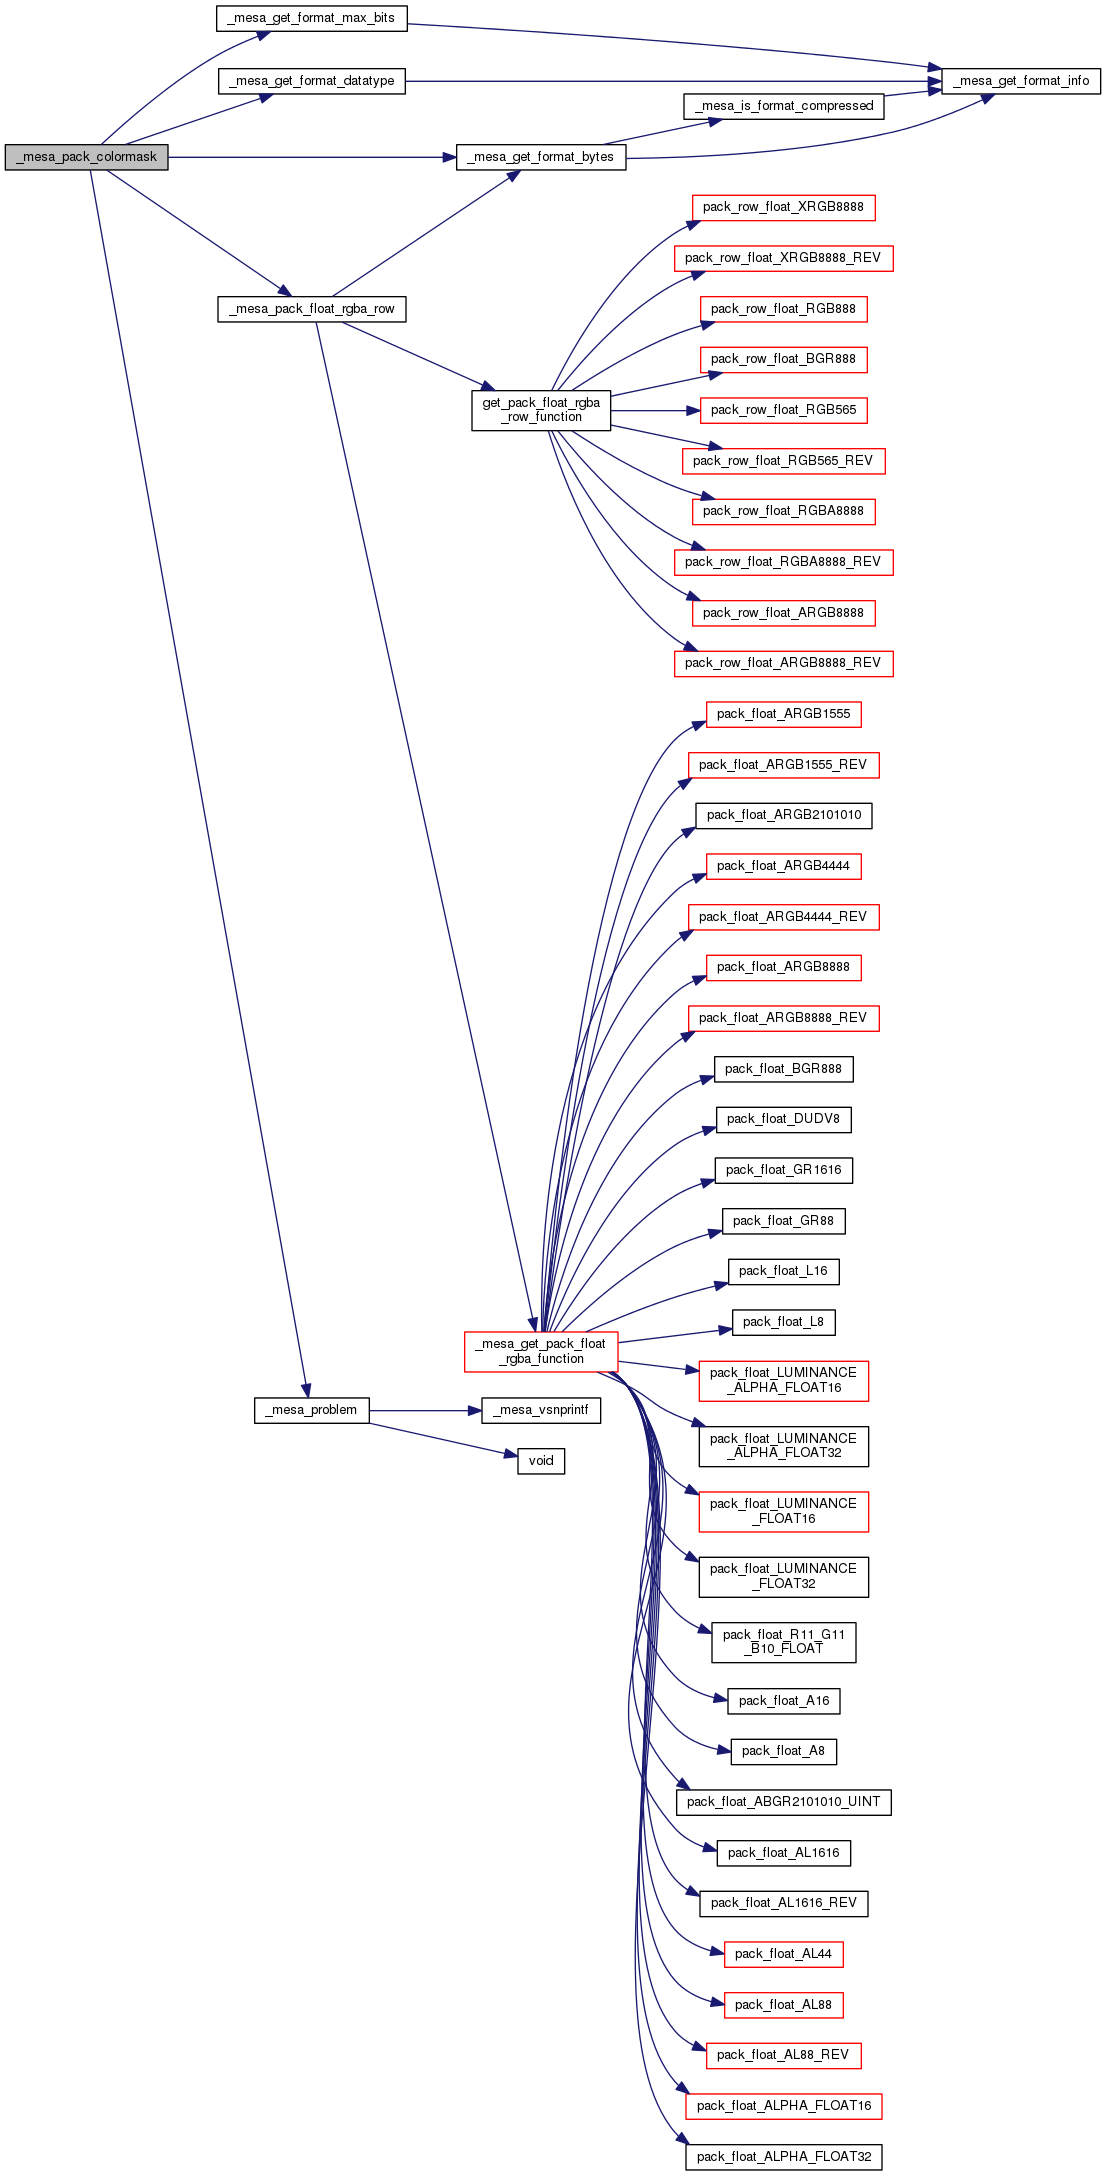 _mesa_get_format_max_bits
_mesa_get_format_datatype
_mesa_get_format_info
_mesa_is_format_compressed
_mesa_pack_colormask
_mesa_get_format_bytes
pack_row_float_XRGB8888
pack_row_float_XRGB8888_REV
_mesa_pack_float_rgba_row
pack_row_float_RGB888
pack_row_float_BGR888
get_pack_float_rgba
_row_function
pack_row_float_RGB565
pack_row_float_RGB565_REV
pack_row_float_RGBA8888
pack_row_float_RGBA8888_REV
pack_row_float_ARGB8888
pack_row_float_ARGB8888_REV
pack_float_ARGB1555
pack_float_ARGB1555_REV
pack_float_ARGB2101010
pack_float_ARGB4444
pack_float_ARGB4444_REV
pack_float_ARGB8888
pack_float_ARGB8888_REV
pack_float_BGR888
pack_float_DUDV8
pack_float_GR1616
pack_float_GR88
pack_float_L16
pack_float_L8
_mesa_get_pack_float
_rgba_function
pack_float_LUMINANCE
_ALPHA_FLOAT16
_mesa_problem
_mesa_vsnprintf
pack_float_LUMINANCE
_ALPHA_FLOAT32
void
pack_float_LUMINANCE
_FLOAT16
pack_float_LUMINANCE
_FLOAT32
pack_float_R11_G11
_B10_FLOAT
pack_float_A16
pack_float_A8
pack_float_ABGR2101010_UINT
pack_float_AL1616
pack_float_AL1616_REV
pack_float_AL44
pack_float_AL88
pack_float_AL88_REV
pack_float_ALPHA_FLOAT16
pack_float_ALPHA_FLOAT32